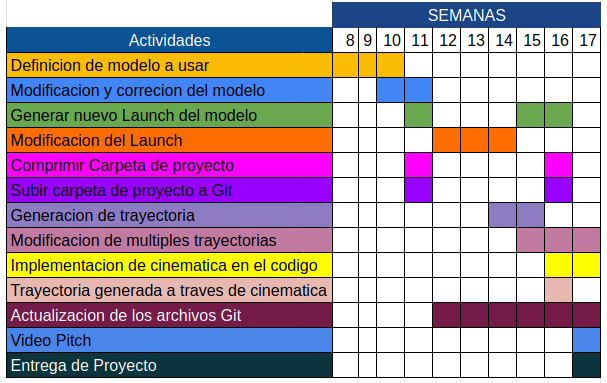 SEMANAS
Actividades 8 9 10 11 12 13 14 15 16 17
Definicion de modelo a usar
Modificacion y correcion del modelo
Generar nuevo Launch del modelo
Modificacion del Launch
Comprimir Carpeta de proyecto
Subir carpeta de proyecto a Git
Generacion de trayectoria
Modificacion de multiples trayectorias
Implementacion de cinematica en el codigo
Trayectoria generada a traves de cinematica
Actualizacion de los archivos Git
Video Pitch
Entrega de Proyecto